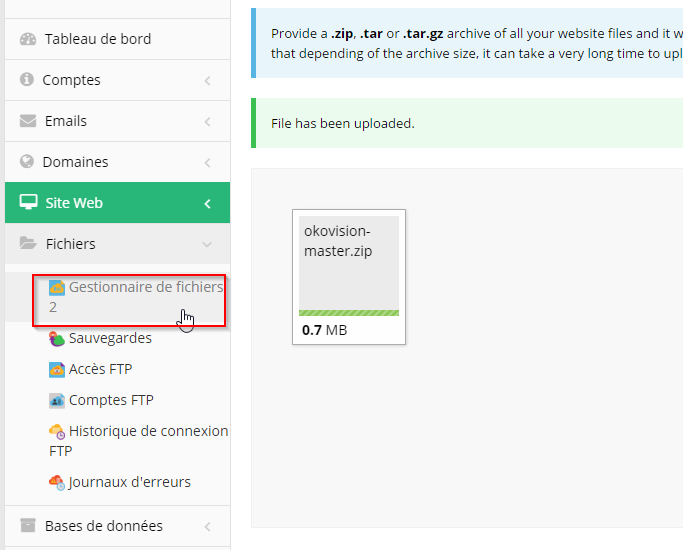 Tableau de bord
Comptes
Emails
Domaines
Site Web
Fichiers
Gestionnaire de fichiers
2
Sauvegardes
Accès FTP
Comptes FTP
Historique de connexion
FTP
Journaux d'erreurs
Bases de données
Provide a .zip, .tar or .tar.gz archive of all your website files and it w
that depending of the archive size, it can take a very long time to upl
File has been uploaded.
okovision-
master.zip
0.7 MB